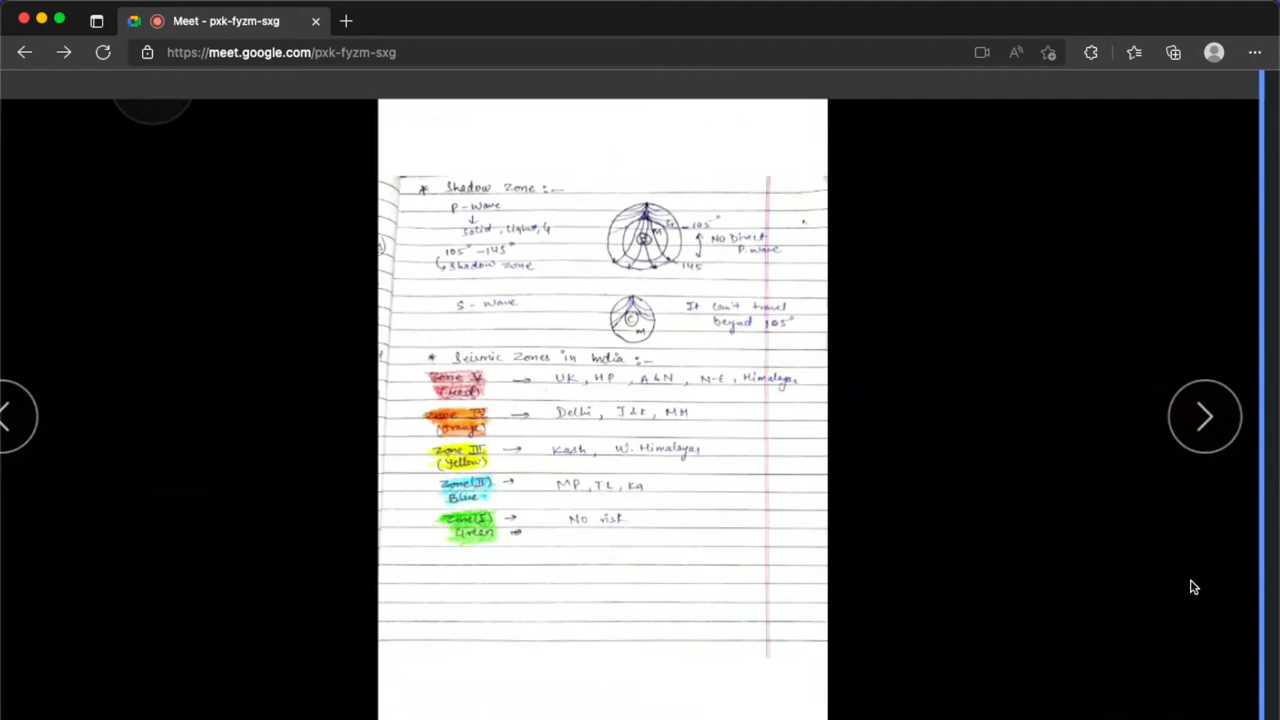 Meet - pxk-fyzm-sxg
https://meet.google.com/pxk-fyzm-sxg
* Shadow Zone :-
P-Wave
Solid, Liquid, G
105° -145°
Shadow zone
M
105°
No Direct
P. wave
145
S - Wave
C
M
It can't travel
beyond 105°
* Seismic Zones in India :-
Zone V → UK, HP, A&N, N-E, Himalaya,
(Red)
Zone IV → Delhi, J&K, MH
(Orange)
Zone III → Kash, W. Himalaya,
(Yellow)
Zone(II) → MP, TL, Ka
Blue -
Zone(I) → No risk
Green →